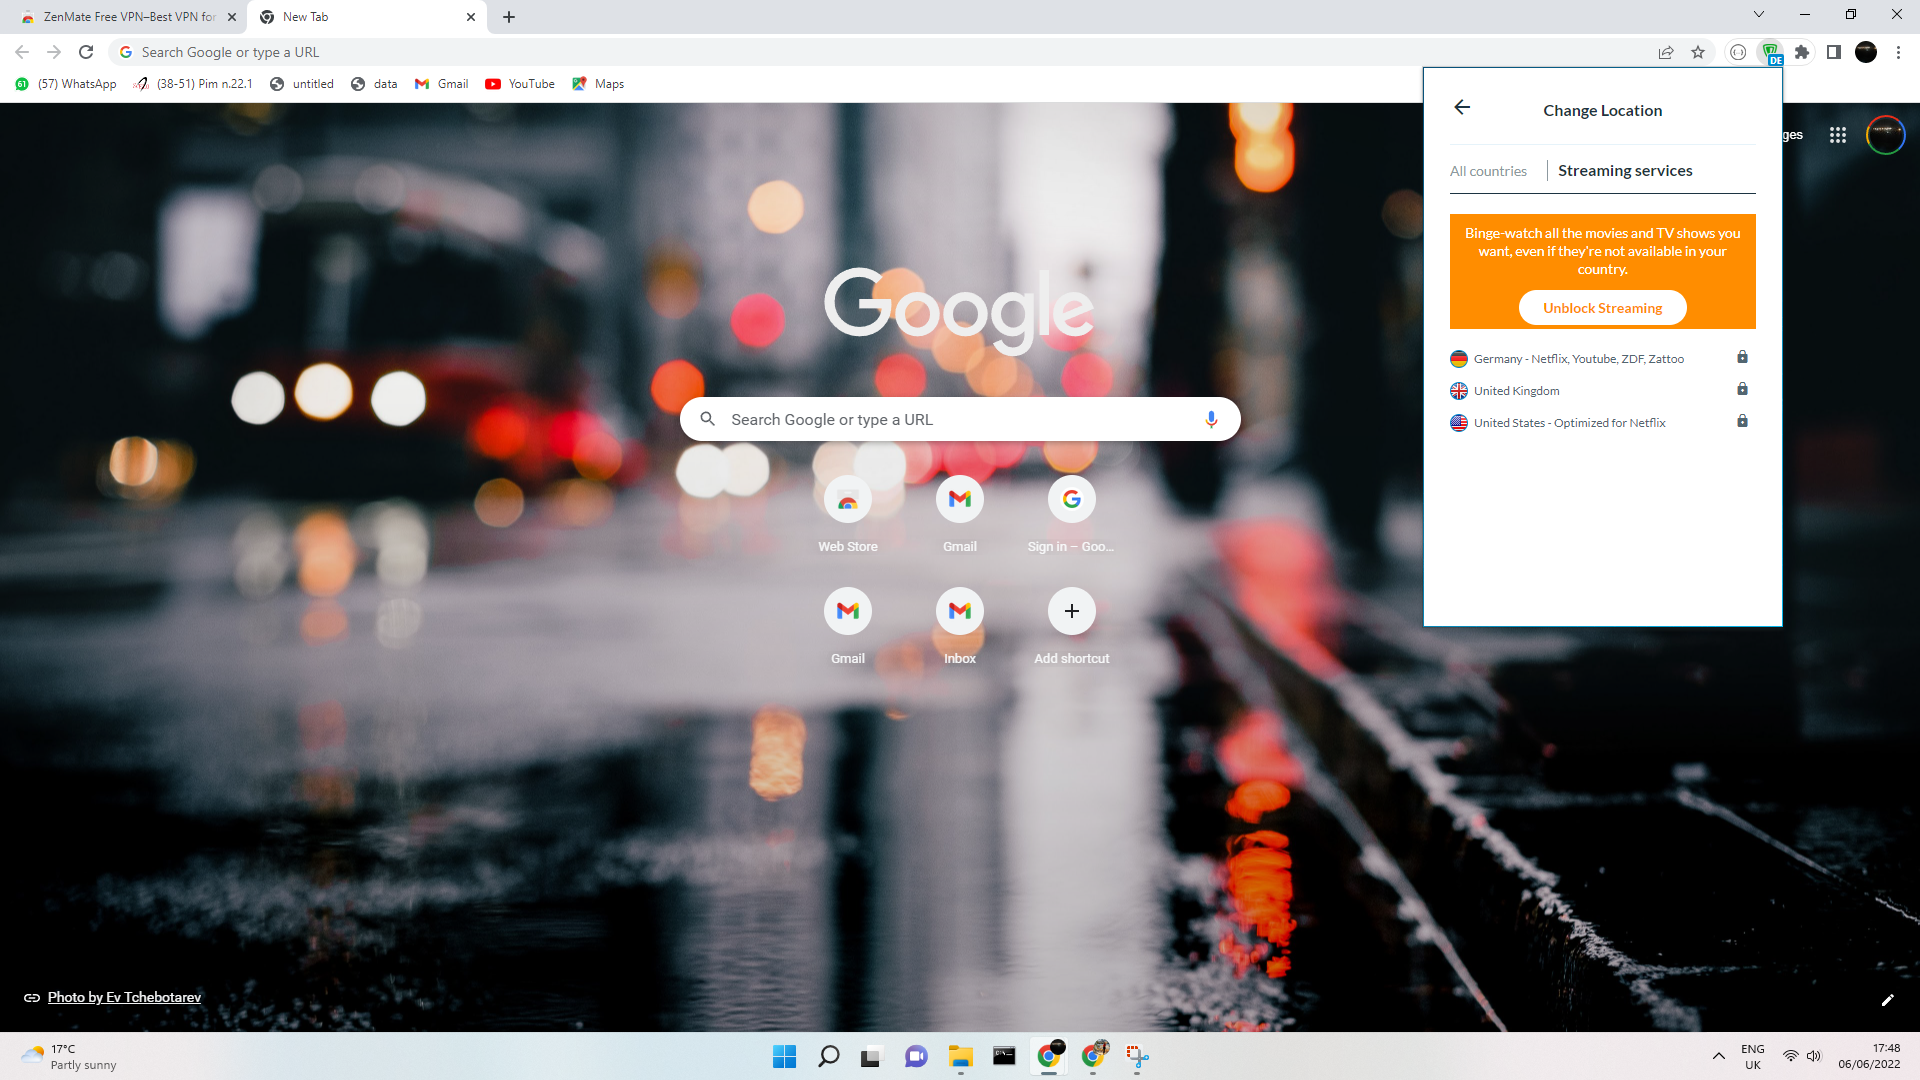 ZenMate Free VPN–Best VPN for
New Tab
Search Google or type a URL
DE
61
(57) WhatsApp
(38-51) Pim n.22.1
untitled
data
Gmail
YouTube
Maps
ges
Change Location
All countries
Streaming services
Binge-watch all the movies and TV shows you
want, even if they're not available in your
country.
Unblock Streaming
Germany - Netflix, Youtube, ZDF, Zattoo
United Kingdom
United States - Optimized for Netflix
Google
Search Google or type a URL
Web Store
Gmail
Sign in – Goo...
Gmail
Inbox
Add shortcut
Photo by Ev Tchebotarev
17°C
Partly sunny
ENG
UK
17:48
06/06/2022